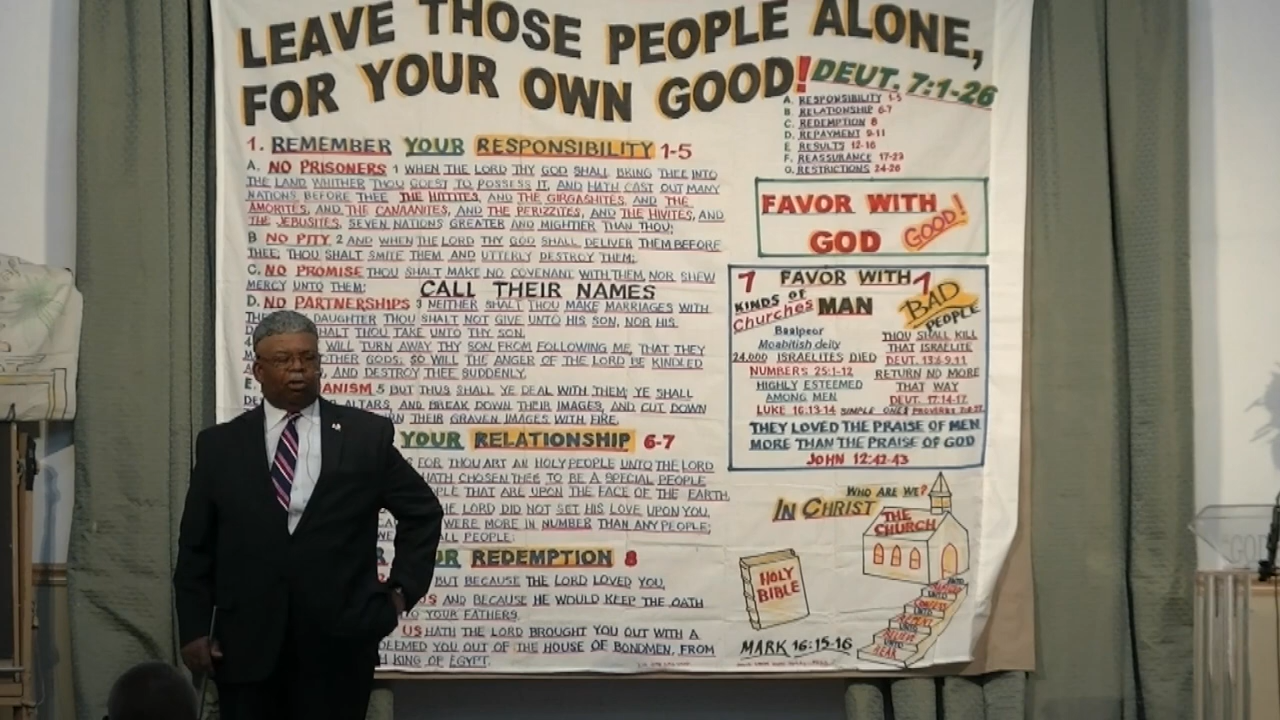 LEAVE THOSE PEOPLE ALONE,
FOR YOUR OWN GOOD!
DEUT. 7:1-26
A. RESPONSIBILITY 1-5
B. RELATIONSHIP 6-7
C. REDEMPTION 8
D. REPAYMENT 9-11
E. RESULTS 12-16
F. REASSURANCE 17-23
G. RESTRICTIONS 24-26
1. REMEMBER YOUR RESPONSIBILITY 1-5
A. NO PRISONERS 1 WHEN THE LORD THY GOD SHALL BRING THEE INTO
THE LAND WHITHER THOU GOEST TO POSSESS IT, AND HATH CAST OUT MANY
NATIONS BEFORE THEE THE HITTITES, AND THE GIRGASHITES, AND THE
AMORITES, AND THE CANAANITES, AND THE PERIZZITES, AND THE HIVITES, AND
THE JEBUSITES, SEVEN NATIONS GREATER AND MIGHTIER THAN THOU;
B NO PITY 2 AND WHEN THE LORD THY GOD SHALL DELIVER THEM BEFORE
THEE; THOU SHALT SMITE THEM, AND UTTERLY DESTROY THEM;
C. NO PROMISE THOU SHALT MAKE NO COVENANT WITH THEM, NOR SHEW
MERCY UNTO THEM:
CALL THEIR NAMES
D. NO PARTNERSHIPS 3 NEITHER SHALT THOU MAKE MARRIAGES WITH
DAUGHTER THOU SHALT NOT GIVE UNTO HIS SON, NOR HIS
SHALT THOU TAKE UNTO THY SON.
4 WILL TURN AWAY THY SON FROM FOLLOWING ME, THAT THEY
OTHER GODS: SO WILL THE ANGER OF THE LORD BE KINDLED
AND DESTROY THEE SUDDENLY.
E. ANISM 5 BUT THUS SHALL YE DEAL WITH THEM; YE SHALL
ALTARS, AND BREAK DOWN THEIR IMAGES, AND CUT DOWN
THEIR GRAVEN IMAGES WITH FIRE.
YOUR RELATIONSHIP 6-7
FOR THOU ART AN HOLY PEOPLE UNTO THE LORD
HATH CHOSEN THEE TO BE A SPECIAL PEOPLE
THAT ARE UPON THE FACE OF THE EARTH.
THE LORD DID NOT SET HIS LOVE UPON YOU,
WERE MORE IN NUMBER THAN ANY PEOPLE;
ALL PEOPLE:
REDEMPTION 8
BUT BECAUSE THE LORD LOVED YOU,
US AND BECAUSE HE WOULD KEEP THE OATH
YOUR FATHERS,
US HATH THE LORD BROUGHT YOU OUT WITH A
YOU OUT OF THE HOUSE OF BONDMEN, FROM
KING OF EGYPT.
FAVOR WITH
GOD GOOD!
7 FAVOR WITH 1
KINDS OF
Churches MAN
BAD
PEOPLE
Baalpeor
Moabitish deity
24,000 ISRAELITES DIED
NUMBERS 25:1-12
HIGHLY ESTEEMED
AMONG MEN
LUKE 16:13-14
THOU SHALL KILL
THAT ISRAELITE
DEUT. 13:6-9,11
RETURN NO MORE
THAT WAY
DEUT. 17:14-17
SIMPLE ONES PROVERBS
THEY LOVED THE PRAISE OF MEN
MORE THAN THE PRAISE OF GOD
JOHN 12:42-43
WHO ARE WE?
IN CHRIST
THE
CHURCH
HOLY
BIBLE
UNTO
UNTO
UNTO
BELIEVE
UNTO
HEAR
MARK 16:15-16